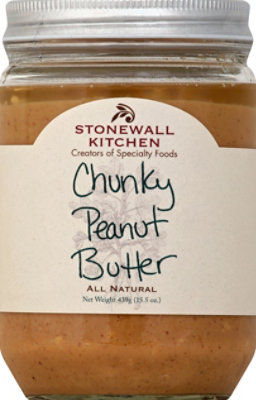 STONEWALL
KITCHEN
Creators of Specialty Foods
Chunky
Peanut
Butter
ALL NATURAL
Net Weight 439g (15.5 oz.)